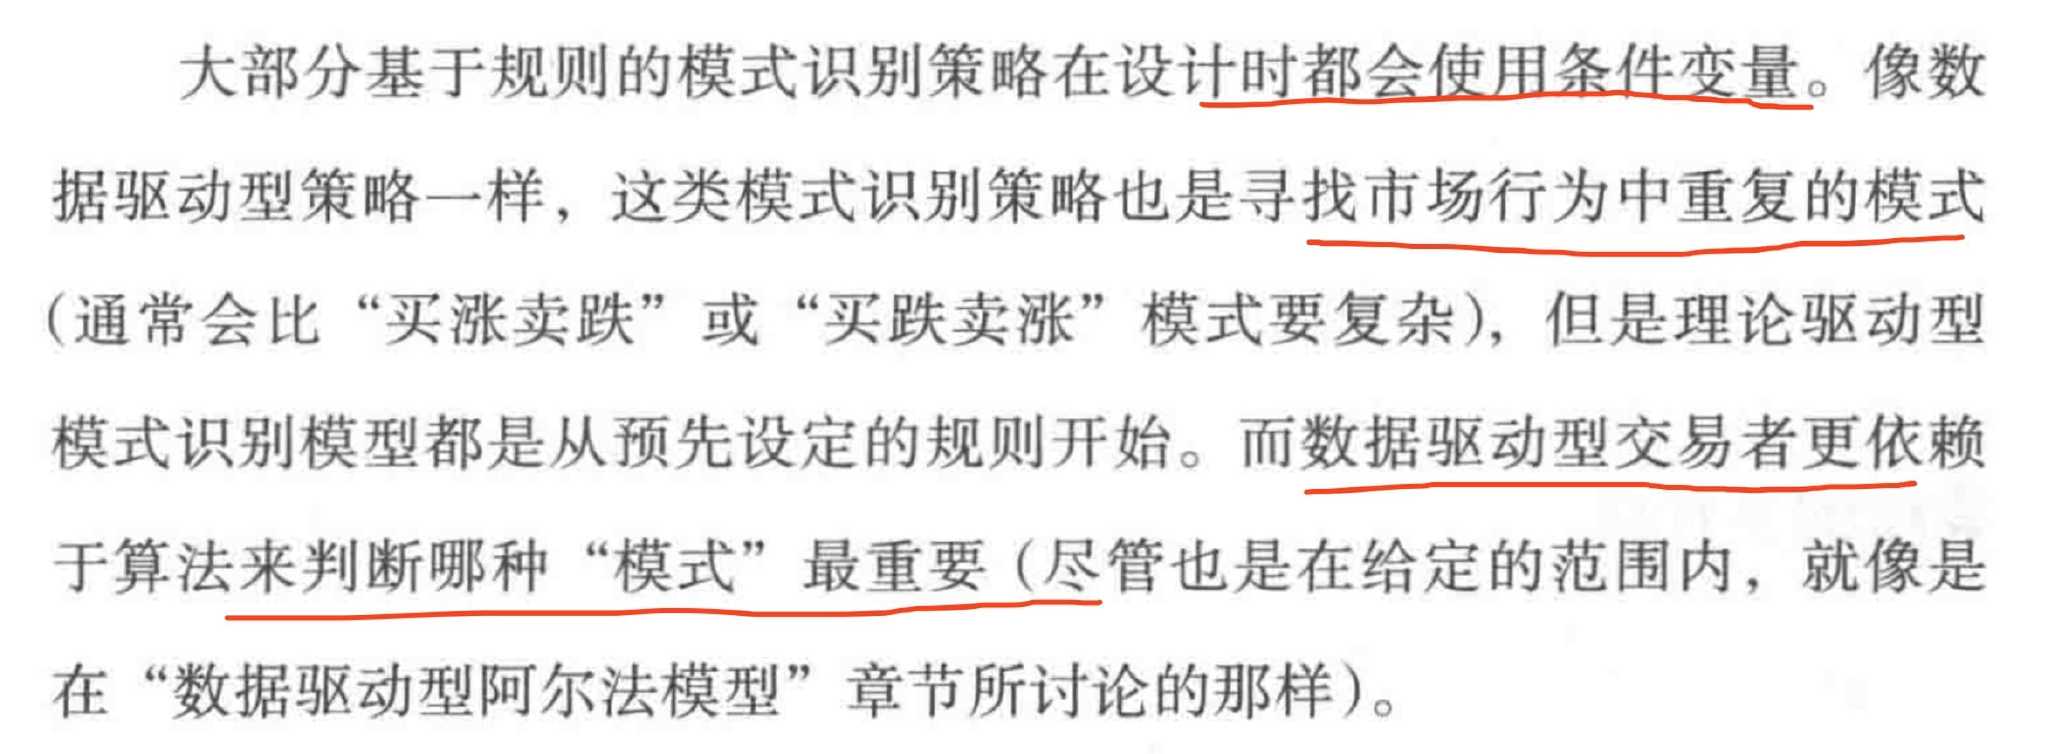 大部分基于规则的模式识别策略在设计时都会使用条件变量。像数
据驱动型策略一样，这类模式识别策略也是寻找市场行为中重复的模式
（通常会比“买涨卖跌”或“买跌卖涨”模式要复杂），但是理论驱动型
模式识别模型都是从预先设定的规则开始。而数据驱动型交易者更依赖
于算法来判断哪种“模式”最重要（尽管也是在给定的范围内，就像是
在“数据驱动型阿尔法模型”章节所讨论的那样）。